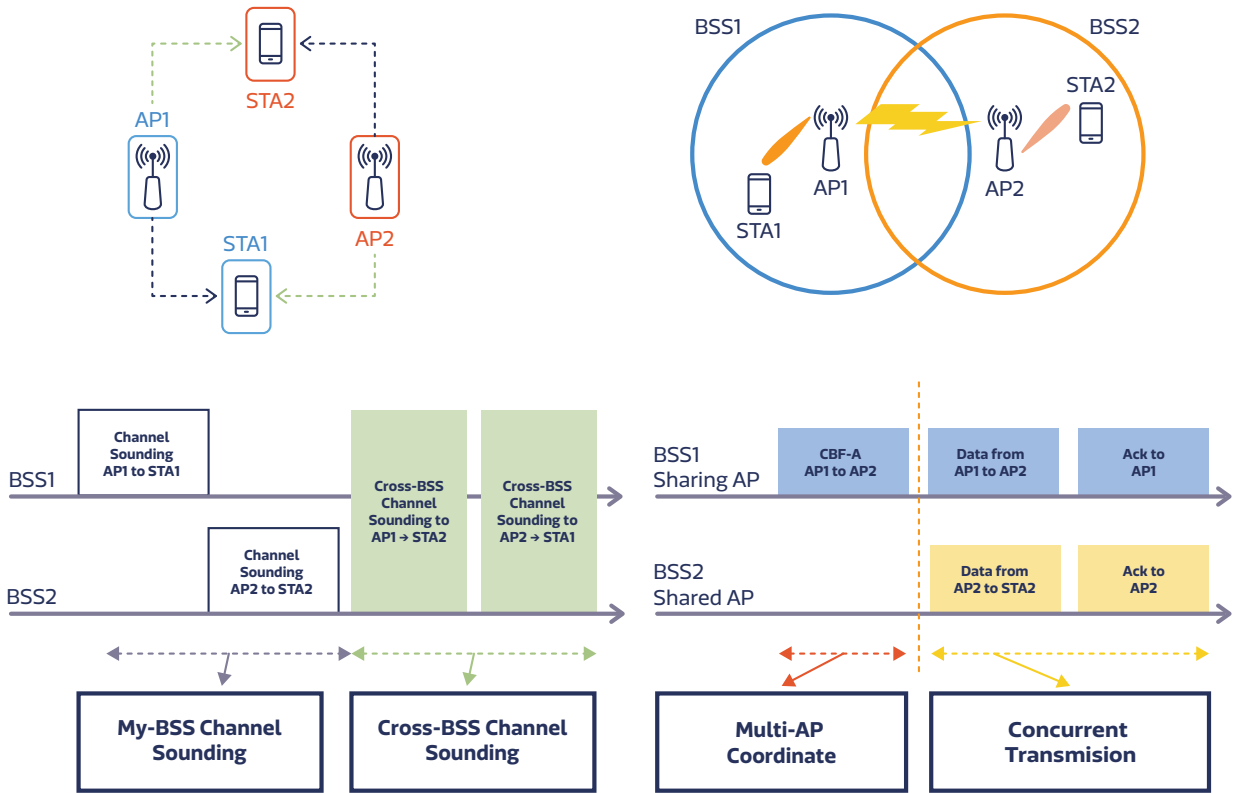 STA2
AP1
AP2
STA1
BSS1
BSS2
STA2
AP1
AP2
STA1
Channel
Sounding
AP1 to STA1
BSS1
Cross-BSS
Channel
Sounding to
AP1 → STA2
Cross-BSS
Channel
Sounding to
AP2 → STA1
Channel
Sounding
AP2 to STA2
BSS2
My-BSS Channel
Sounding
Cross-BSS Channel
Sounding
BSS1
Sharing AP
CBF-A
AP1 to AP2
Data from
AP1 to AP2
Ack to
AP1
BSS2
Shared AP
Data from
AP2 to STA2
Ack to
AP2
Multi-AP
Coordinate
Concurrent
Transmision